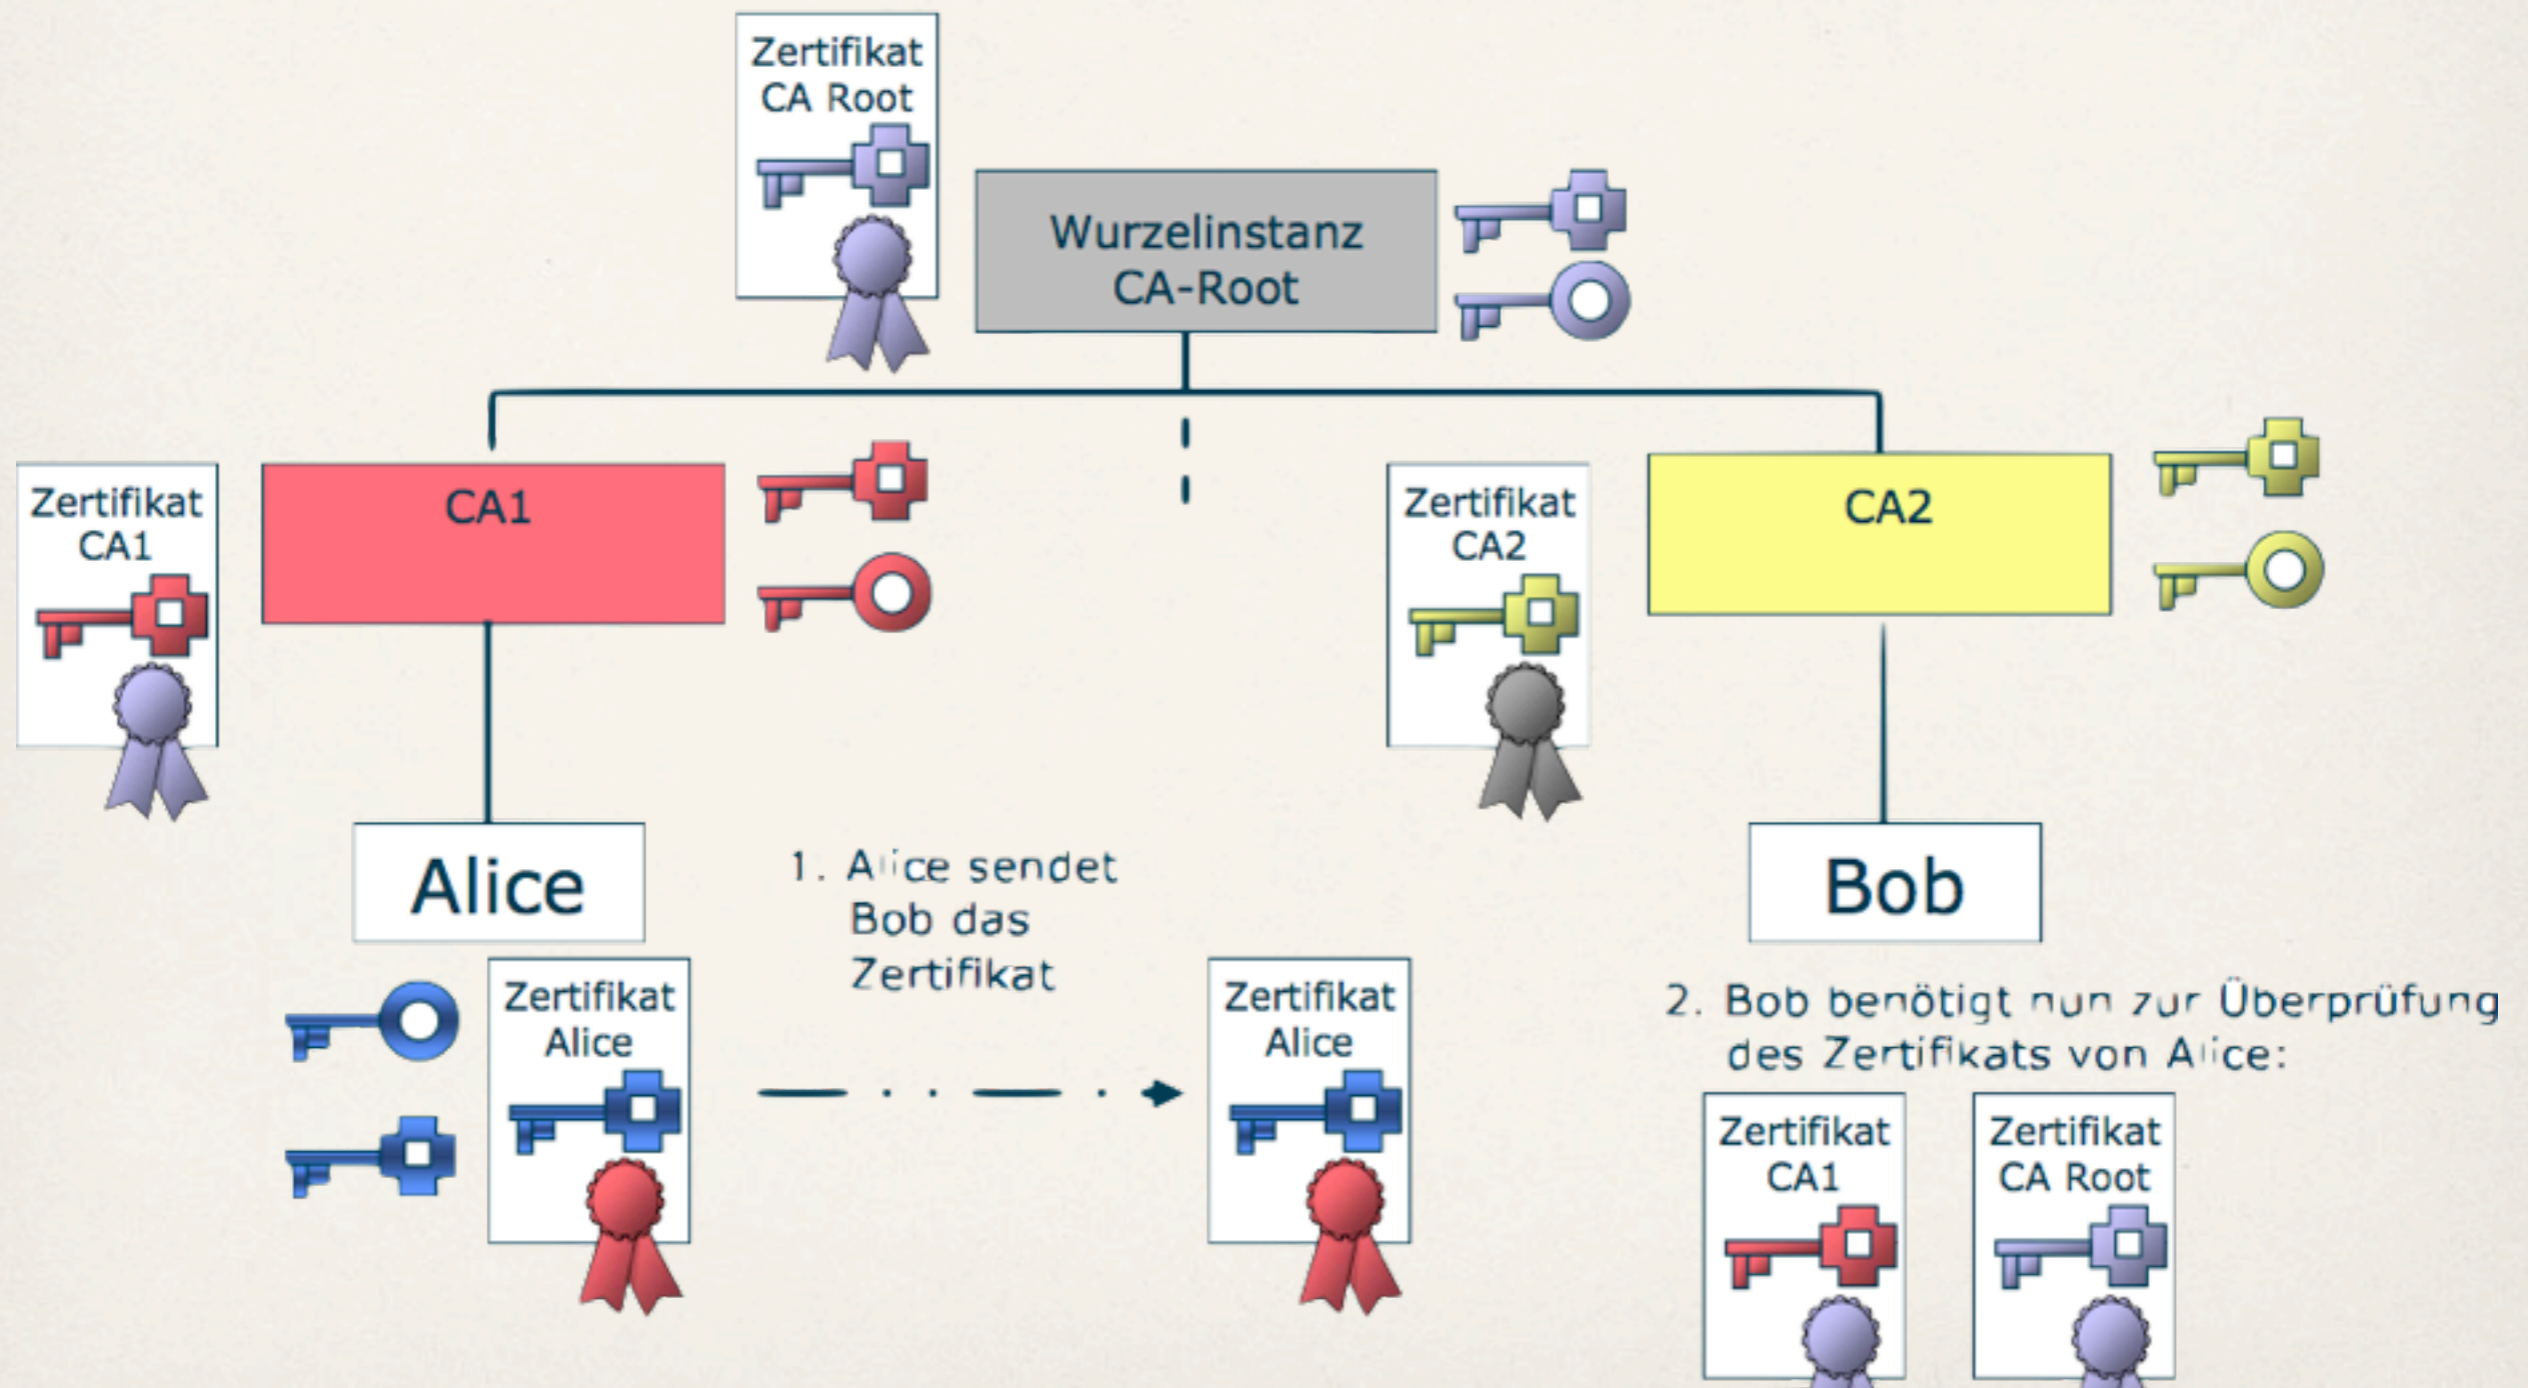 Zertifikat
CA Root
Wurzelinstanz
CA-Root
Zertifikat
CA1
CA1
Zertifikat
CA2
CA2
Alice
1. Alice sendet
Bob das
Zertifikat
Bob
Zertifikat
Alice
Zertifikat
Alice
2. Bob benötigt nun zur Überprüfung
des Zertifikats von Alice:
Zertifikat
CA1
Zertifikat
CA Root